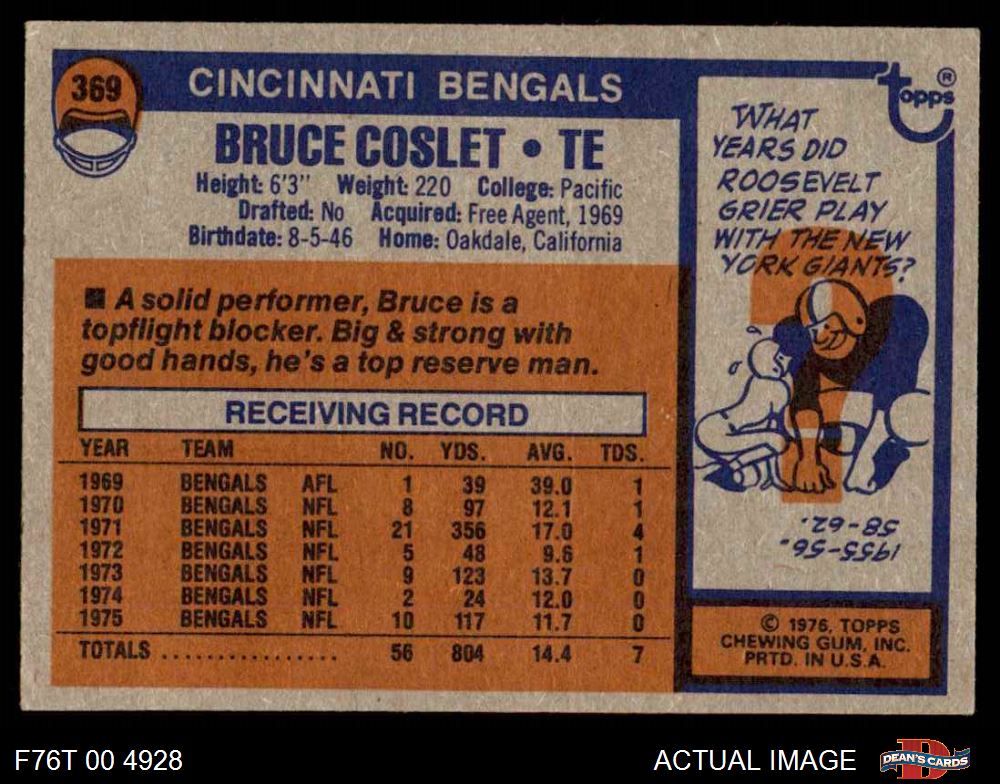 369
CINCINNATI BENGALS
BRUCE COSLET • TE
Height: 6'3" Weight: 220 College: Pacific
Drafted: No Acquired: Free Agent, 1969
Birthdate: 8-5-46 Home: Oakdale, California
■ A solid performer, Bruce is a
topflight blocker. Big & strong with
good hands, he's a top reserve man.
RECEIVING RECORD
YEAR TEAM NO. YDS. AVG. TDS.
1969 BENGALS AFL 1 39 39.0 1
1970 BENGALS NFL 8 97 12.1 1
1971 BENGALS NFL 21 356 17.0 4
1972 BENGALS NFL 5 48 9.6 1
1973 BENGALS NFL 9 123 13.7 0
1974 BENGALS NFL 2 24 12.0 0
1975 BENGALS NFL 10 117 11.7 0
TOTALS ................. 56 804 14.4 7
topps®
WHAT
YEARS DID
ROOSEVELT
GRIER PLAY
WITH THE NEW
YORK GIANTS?
?
1955-56.
58-62.
© 1976, TOPPS
CHEWING GUM, INC.
PRTD. IN U.S.A.
F76T 00 4928
ACTUAL IMAGE
DEAN'S CARDS